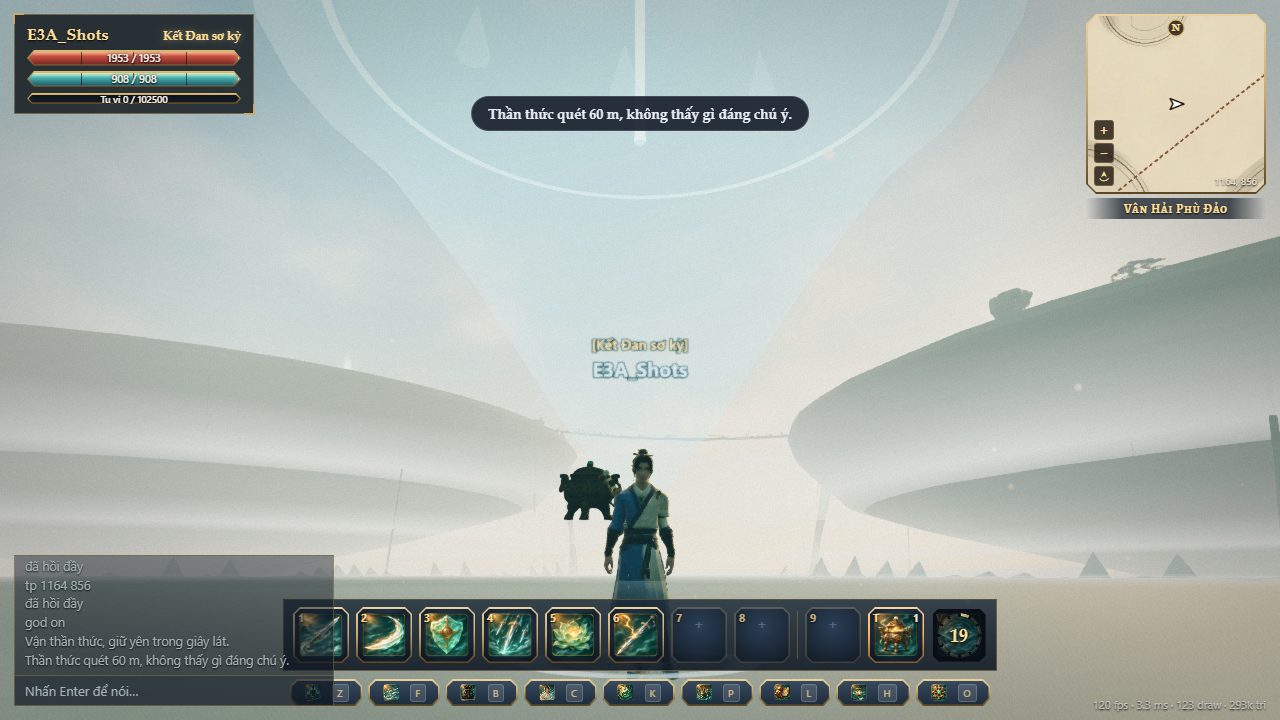 E3A_Shots
Kết Đan sơ kỳ
1953 / 1953
908 / 908
Tu vi 0 / 102500
Thần thức quét 60 m, không thấy gì đáng chú ý.
N
+
−
1164, 856
Vân Hải Phù Đảo
[Kết Đan sơ kỳ]
E3A_Shots
đã hồi đầy
tp 1164 856
đã hồi đầy
god on
Vận thần thức, giữ yên trong giây lát.
Thần thức quét 60 m, không thấy gì đáng chú ý.
Nhấn Enter để nói...
1 2 3 4 5 6 7 8 9 T 1 19
+ + +
Z F B C K P L H O
120 fps · 3.3 ms · 123 draw · 293k tri